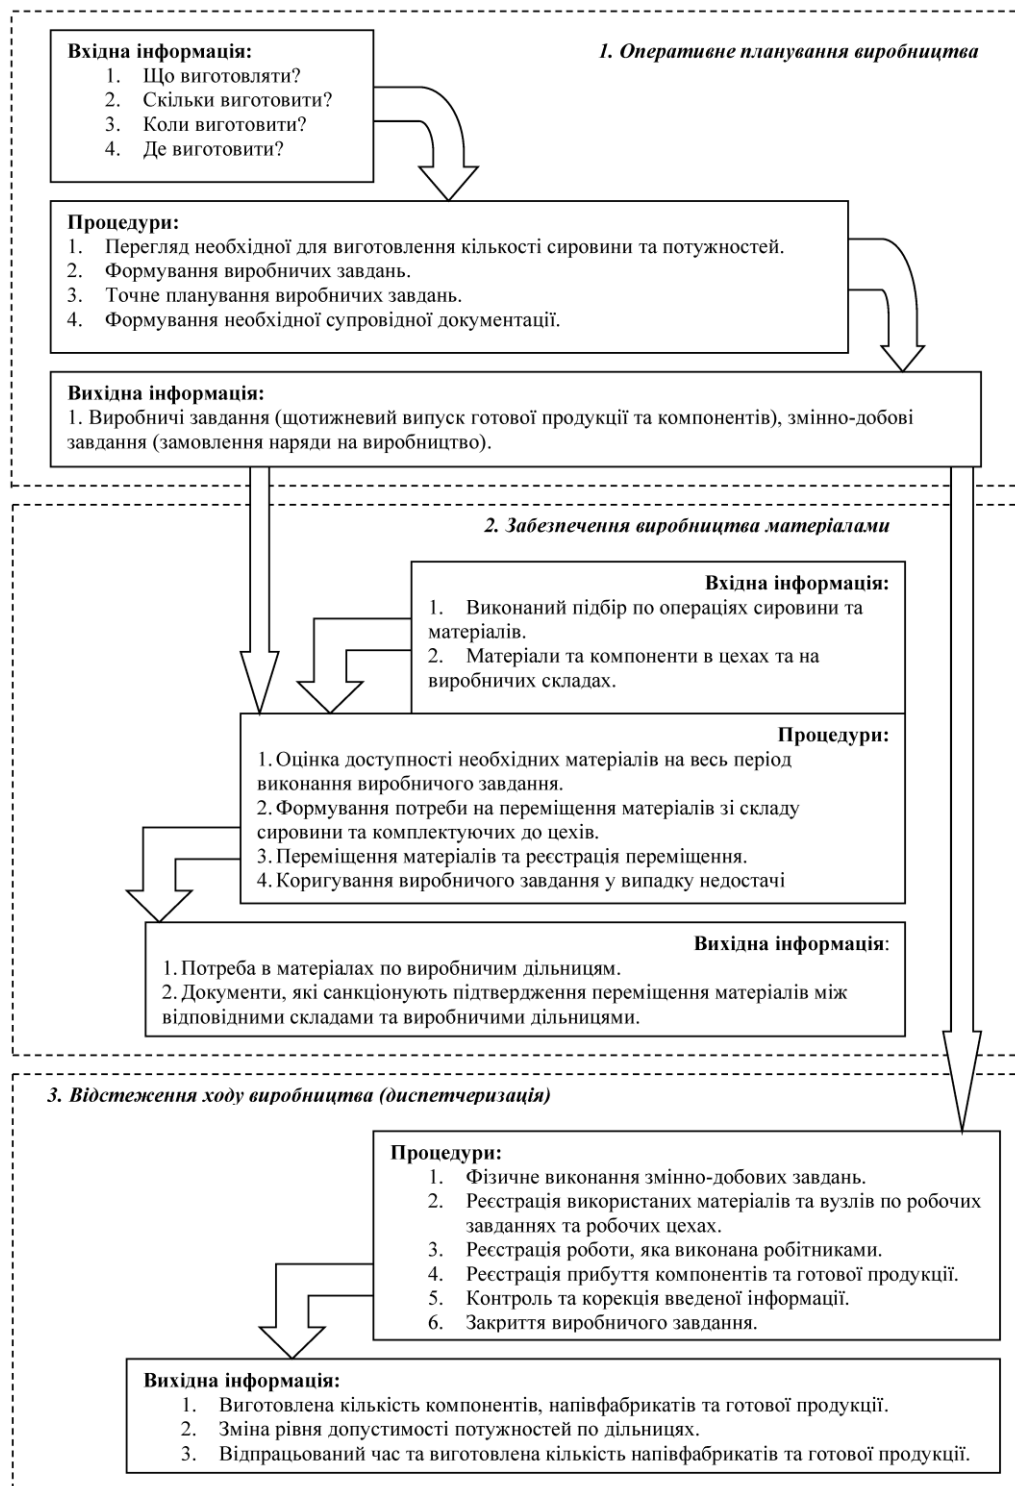 1. Оперативне планування виробництва
Вхідна інформація:
1. Що виготовляти?
2. Скільки виготовити?
3. Коли виготовити?
4. Де виготовити?
Процедури:
1. Перегляд необхідної для виготовлення кількості сировини та потужностей.
2. Формування виробничих завдань.
3. Точне планування виробничих завдань.
4. Формування необхідної супровідної документації.
Вихідна інформація:
1. Виробничі завдання (щотижневий випуск готової продукції та компонентів), змінно-добові
завдання (замовлення наряди на виробництво).
2. Забезпечення виробництва матеріалами
Вхідна інформація:
1. Виконаний підбір по операціях сировини та
матеріалів.
2. Матеріали та компоненти в цехах та на
виробничих складах.
Процедури:
1. Оцінка доступності необхідних матеріалів на весь період
виконання виробничого завдання.
2. Формування потреби на переміщення матеріалів зі складу
сировини та комплектуючих до цехів.
3. Переміщення матеріалів та реєстрація переміщення.
4. Коригування виробничого завдання у випадку недостачі
Вихідна інформація:
1. Потреба в матеріалах по виробничим дільницям.
2. Документи, які санкціонують підтвердження переміщення матеріалів між
відповідними складами та виробничими дільницями.
3. Відстеження ходу виробництва (диспетчеризація)
Процедури:
1. Фізичне виконання змінно-добових завдань.
2. Реєстрація використаних матеріалів та вузлів по робочих
завданнях та робочих цехах.
3. Реєстрація роботи, яка виконана робітниками.
4. Реєстрація прибуття компонентів та готової продукції.
5. Контроль та корекція введеної інформації.
6. Закриття виробничого завдання.
Вихідна інформація:
1. Виготовлена кількість компонентів, напівфабрикатів та готової продукції.
2. Зміна рівня допустимості потужностей по дільницях.
3. Відпрацьований час та виготовлена кількість напівфабрикатів та готової продукції.